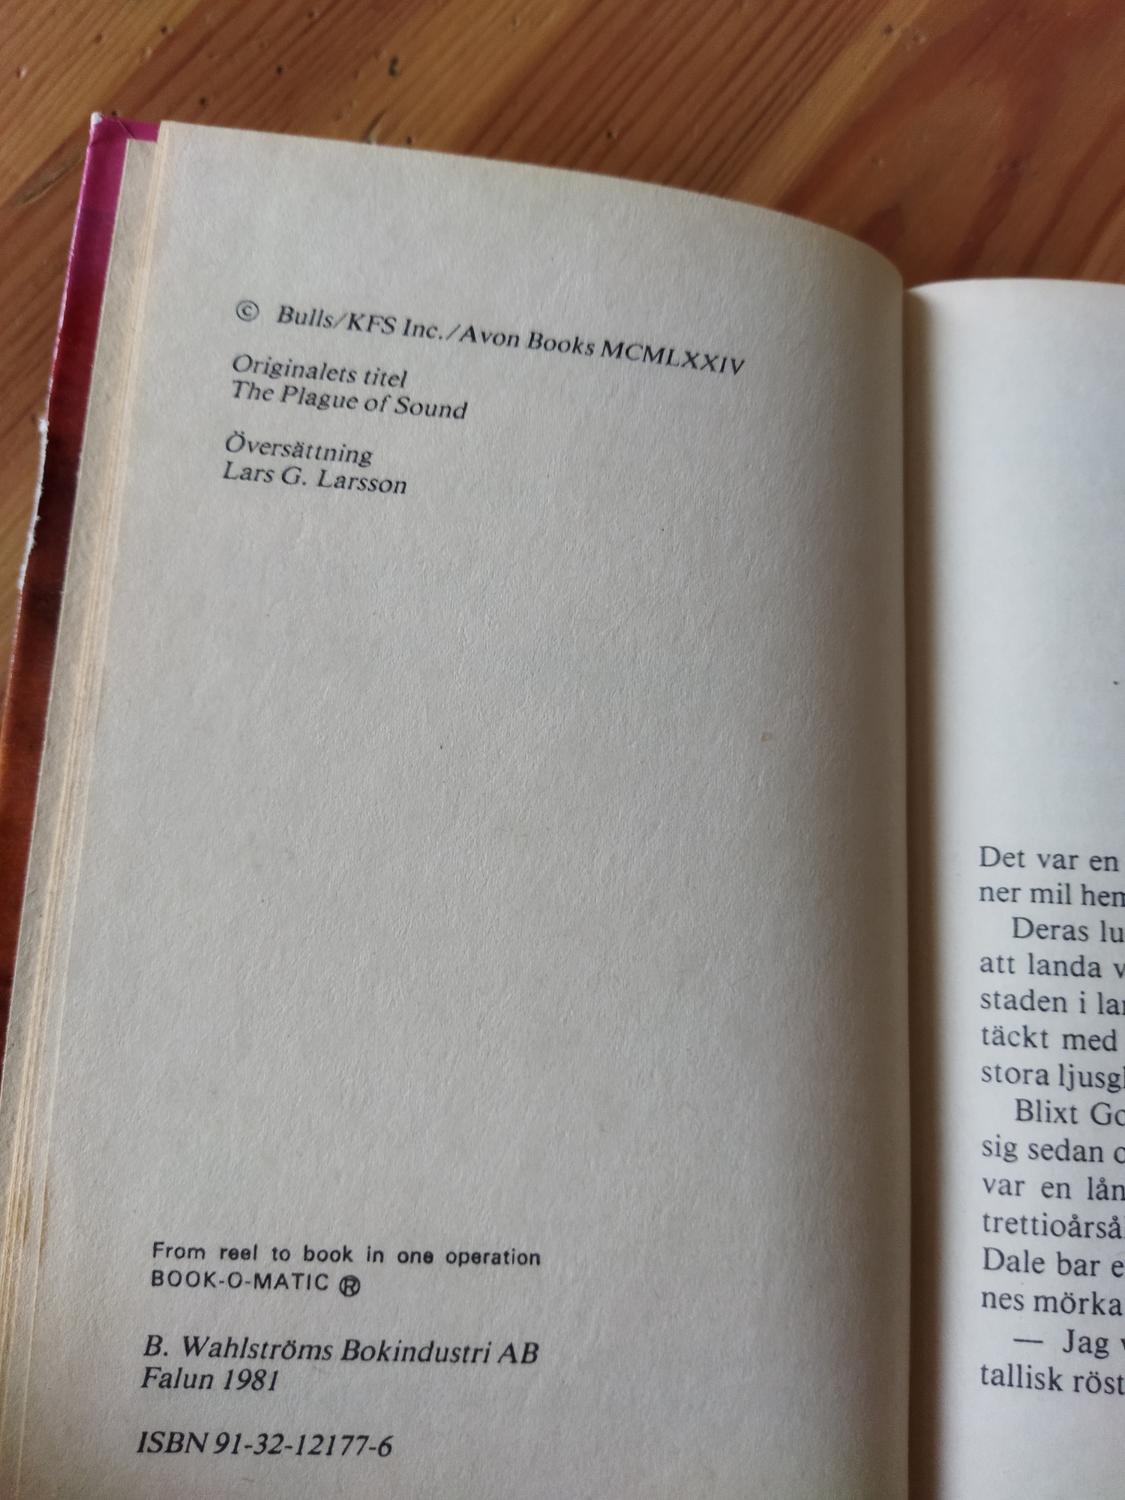 © Bulls/KFS Inc./Avon Books MCMLXXIV
Originalets titel
The Plague of Sound
Översättning
Lars G. Larsson
From reel to book in one operation
BOOK-O-MATIC ®
B. Wahlströms Bokindustri AB
Falun 1981
ISBN 91-32-12177-6
Det var en
ner mil hem
Deras lu
att landa v
staden i lan
täckt med
stora ljusgl
Blixt Go
sig sedan o
var en lån
trettioårsål
Dale bar e
nes mörka
— Jag v
tallisk röst